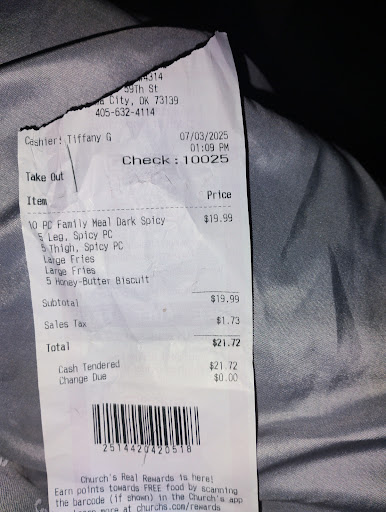 4314
59Th St
City, OK 73139
405-632-4114
Cashier: Tiffany G 07/03/2025
01:09 PM
Check:10025
Take Out
Item Price
10 PC Family Meal Dark Spicy $19.99
5 Leg, Spicy PC
5 Thigh, Spicy PC
Large Fries
Large Fries
5 Honey-Butter Biscuit
Subtotal $19.99
Sales Tax $1.73
Total $21.72
Cash Tendered $21.72
Change Due $0.00
2514420420518
Church's Real Rewards is here!
Earn points towards FREE food by scanning
the barcode (if shown) in the Church's app
more at churchs.com/rewards